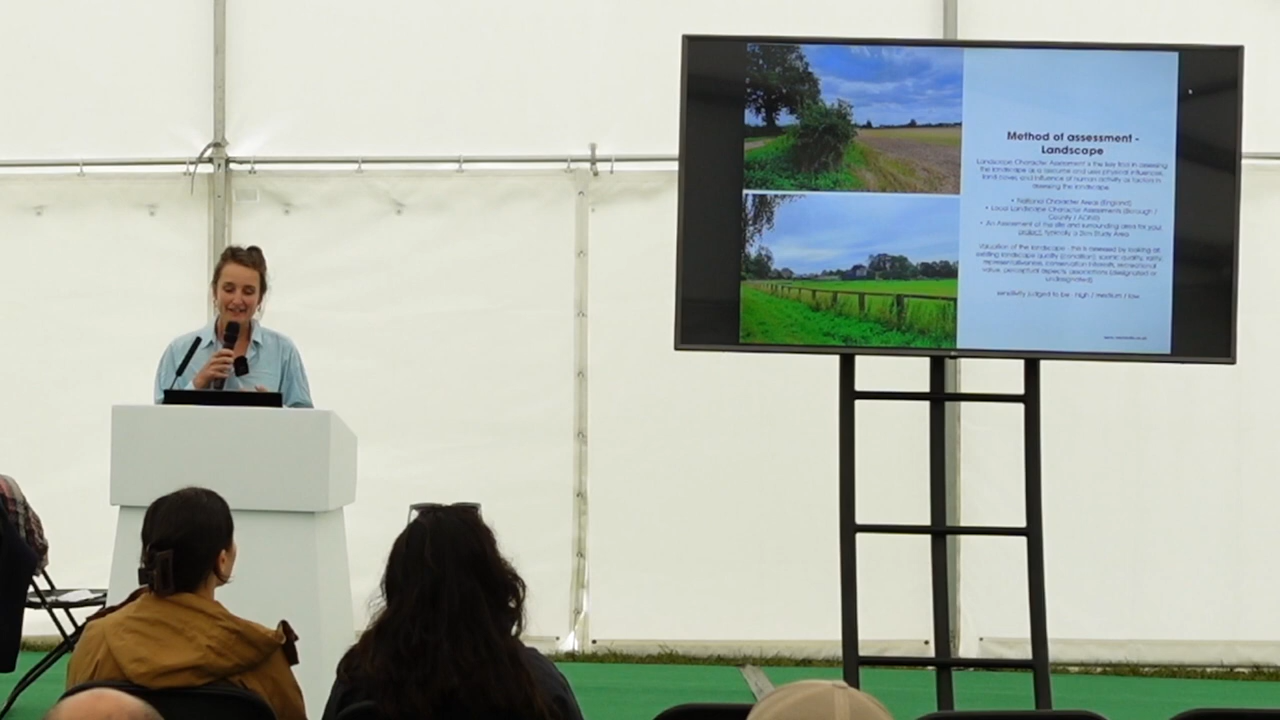 Method of assessment -
Landscape
Landscape Character Assessment is the key tool in assessing
the landscape as a resource and uses physical influences,
land cover and influence of human activity as factors in
assessing the landscape
• National Character Areas (England)
• Local Landscape Character Assessments (Borough /
County / AONB)
• An Assessment of the site and surrounding area for your
project, typically a 2km Study Area
Valuation of the landscape - this is assessed by looking at:
existing landscape quality (condition), scenic quality, rarity,
representativeness, conservation interests, recreational
value, perceptual aspects, associations (designated or
undesignated)
sensitivity judged to be - high / medium / low